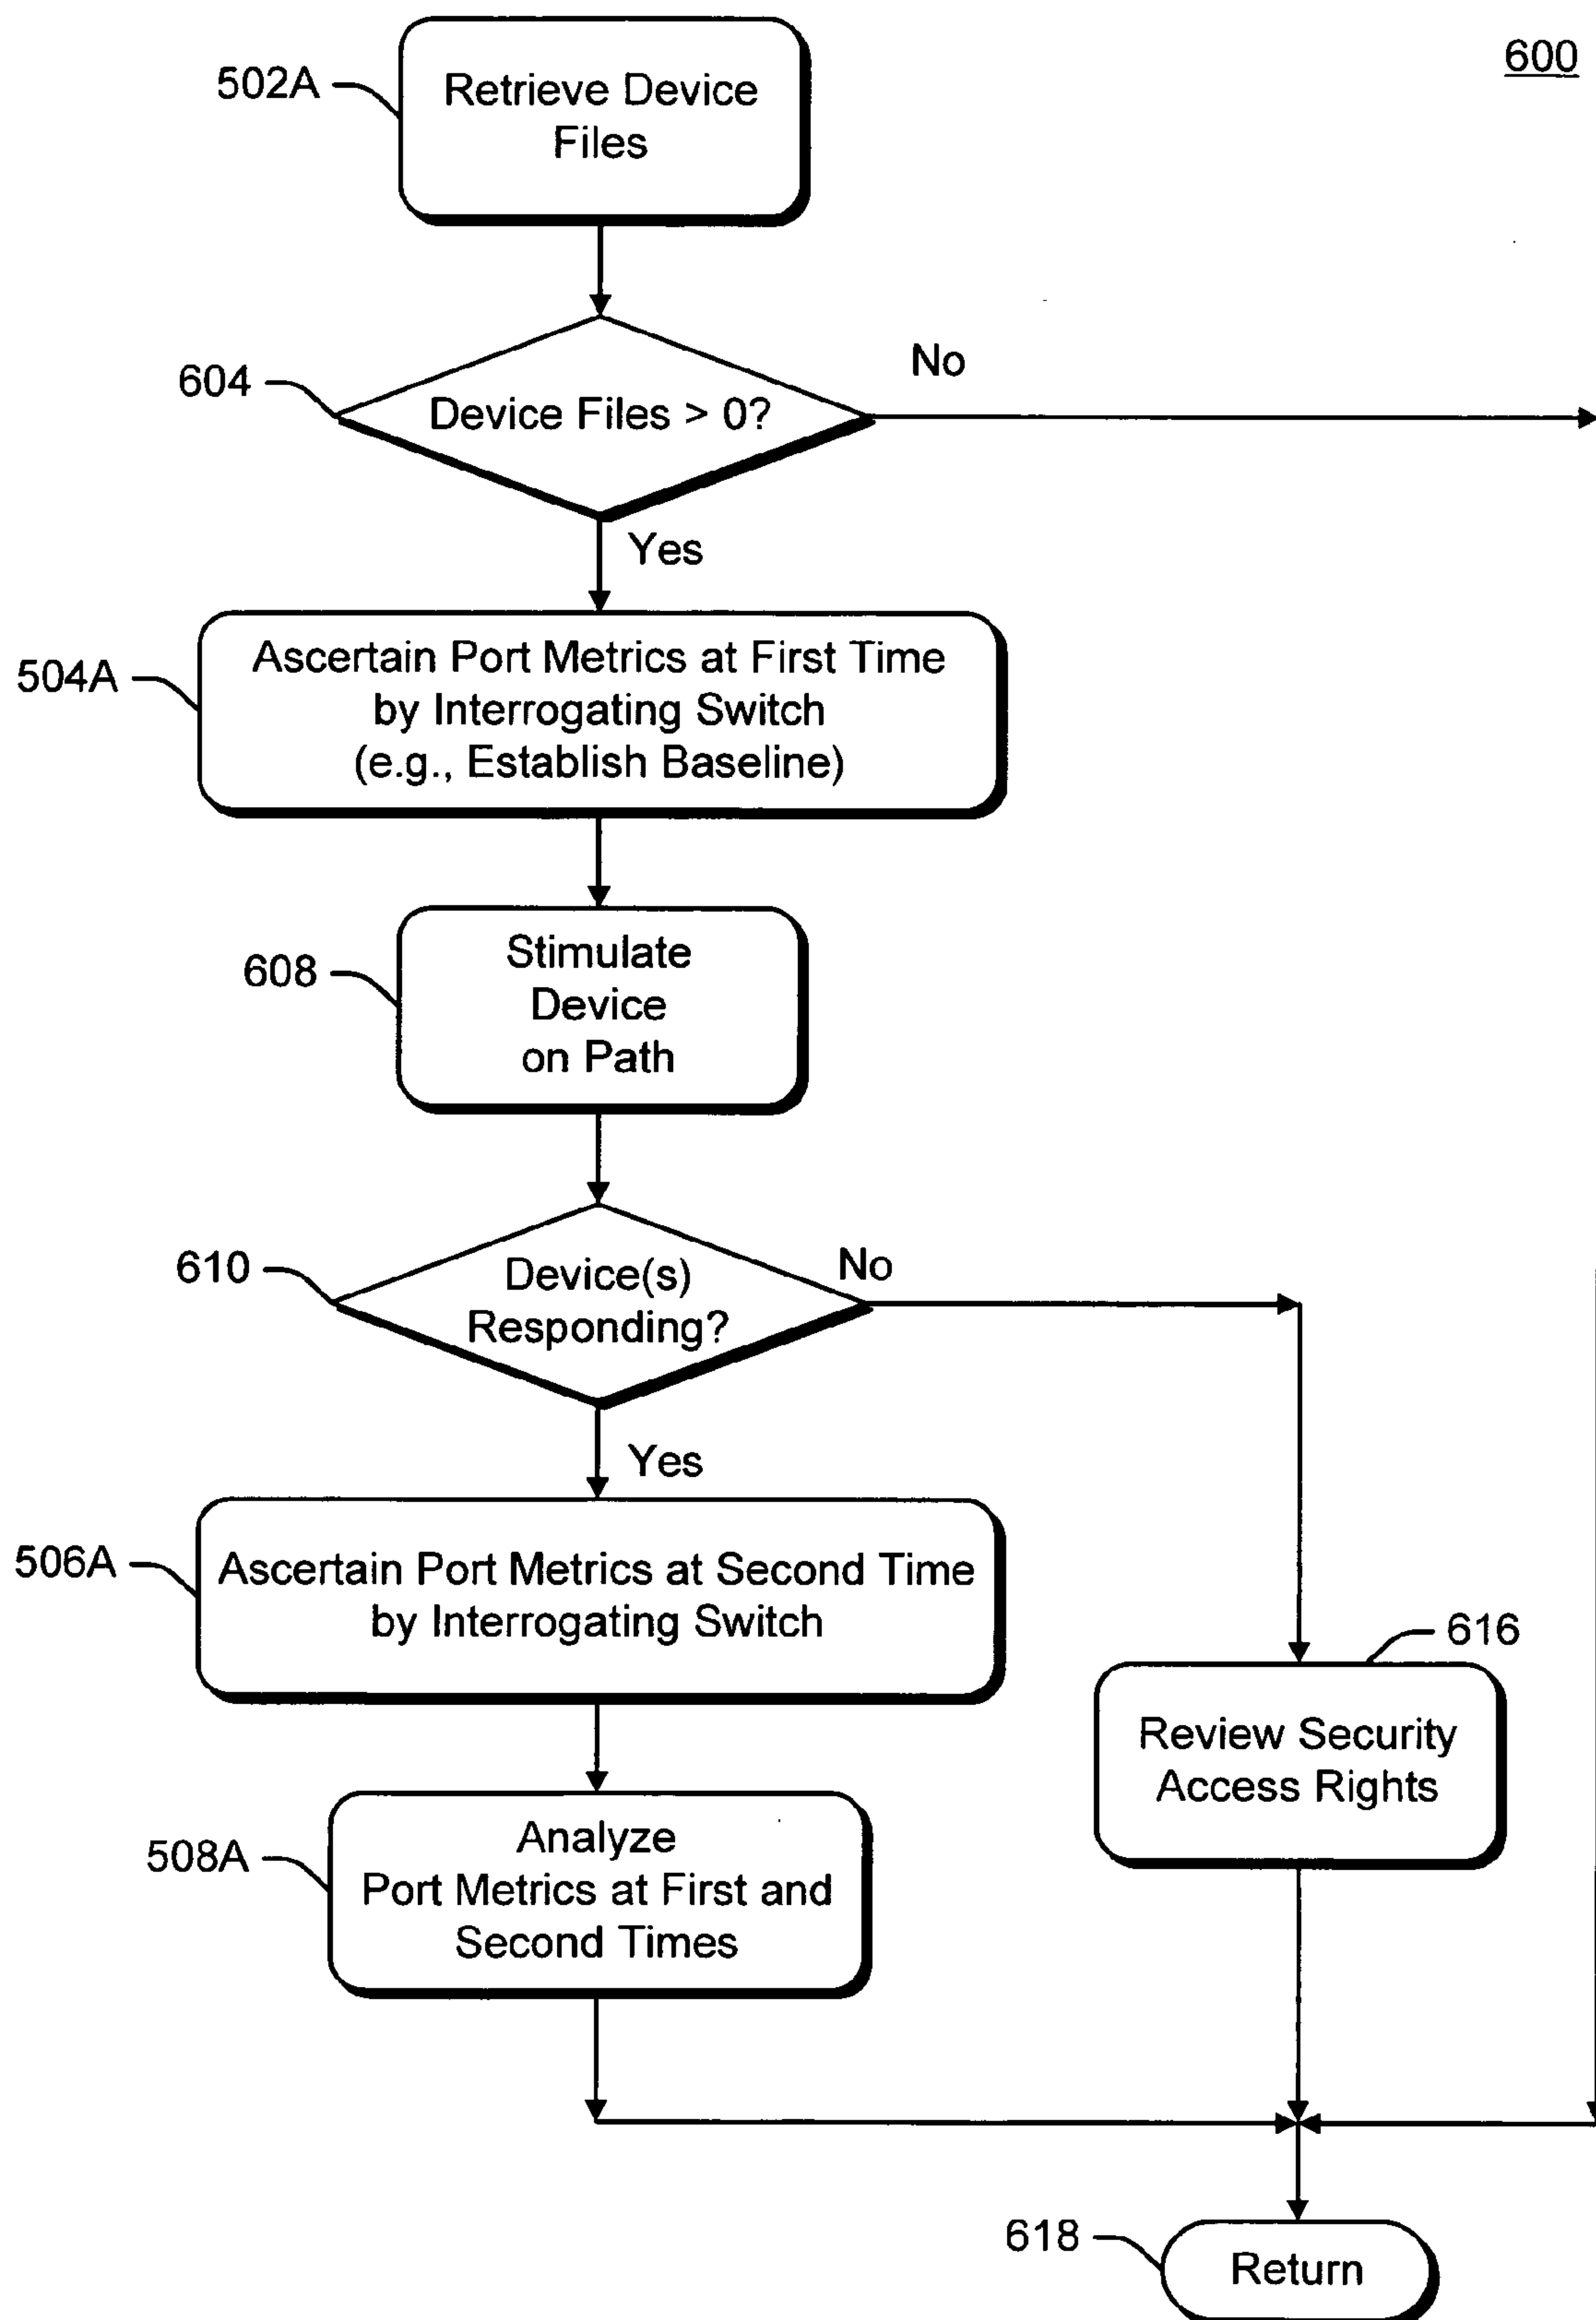 600
502A
Retrieve Device
Files
604
Device Files > 0?
No
Yes
504A
Ascertain Port Metrics at First Time
by Interrogating Switch
(e.g., Establish Baseline)
608
Stimulate
Device
on Path
610
Device(s)
Responding?
No
Yes
506A
Ascertain Port Metrics at Second Time
by Interrogating Switch
616
Review Security
Access Rights
508A
Analyze
Port Metrics at First and
Second Times
618
Return